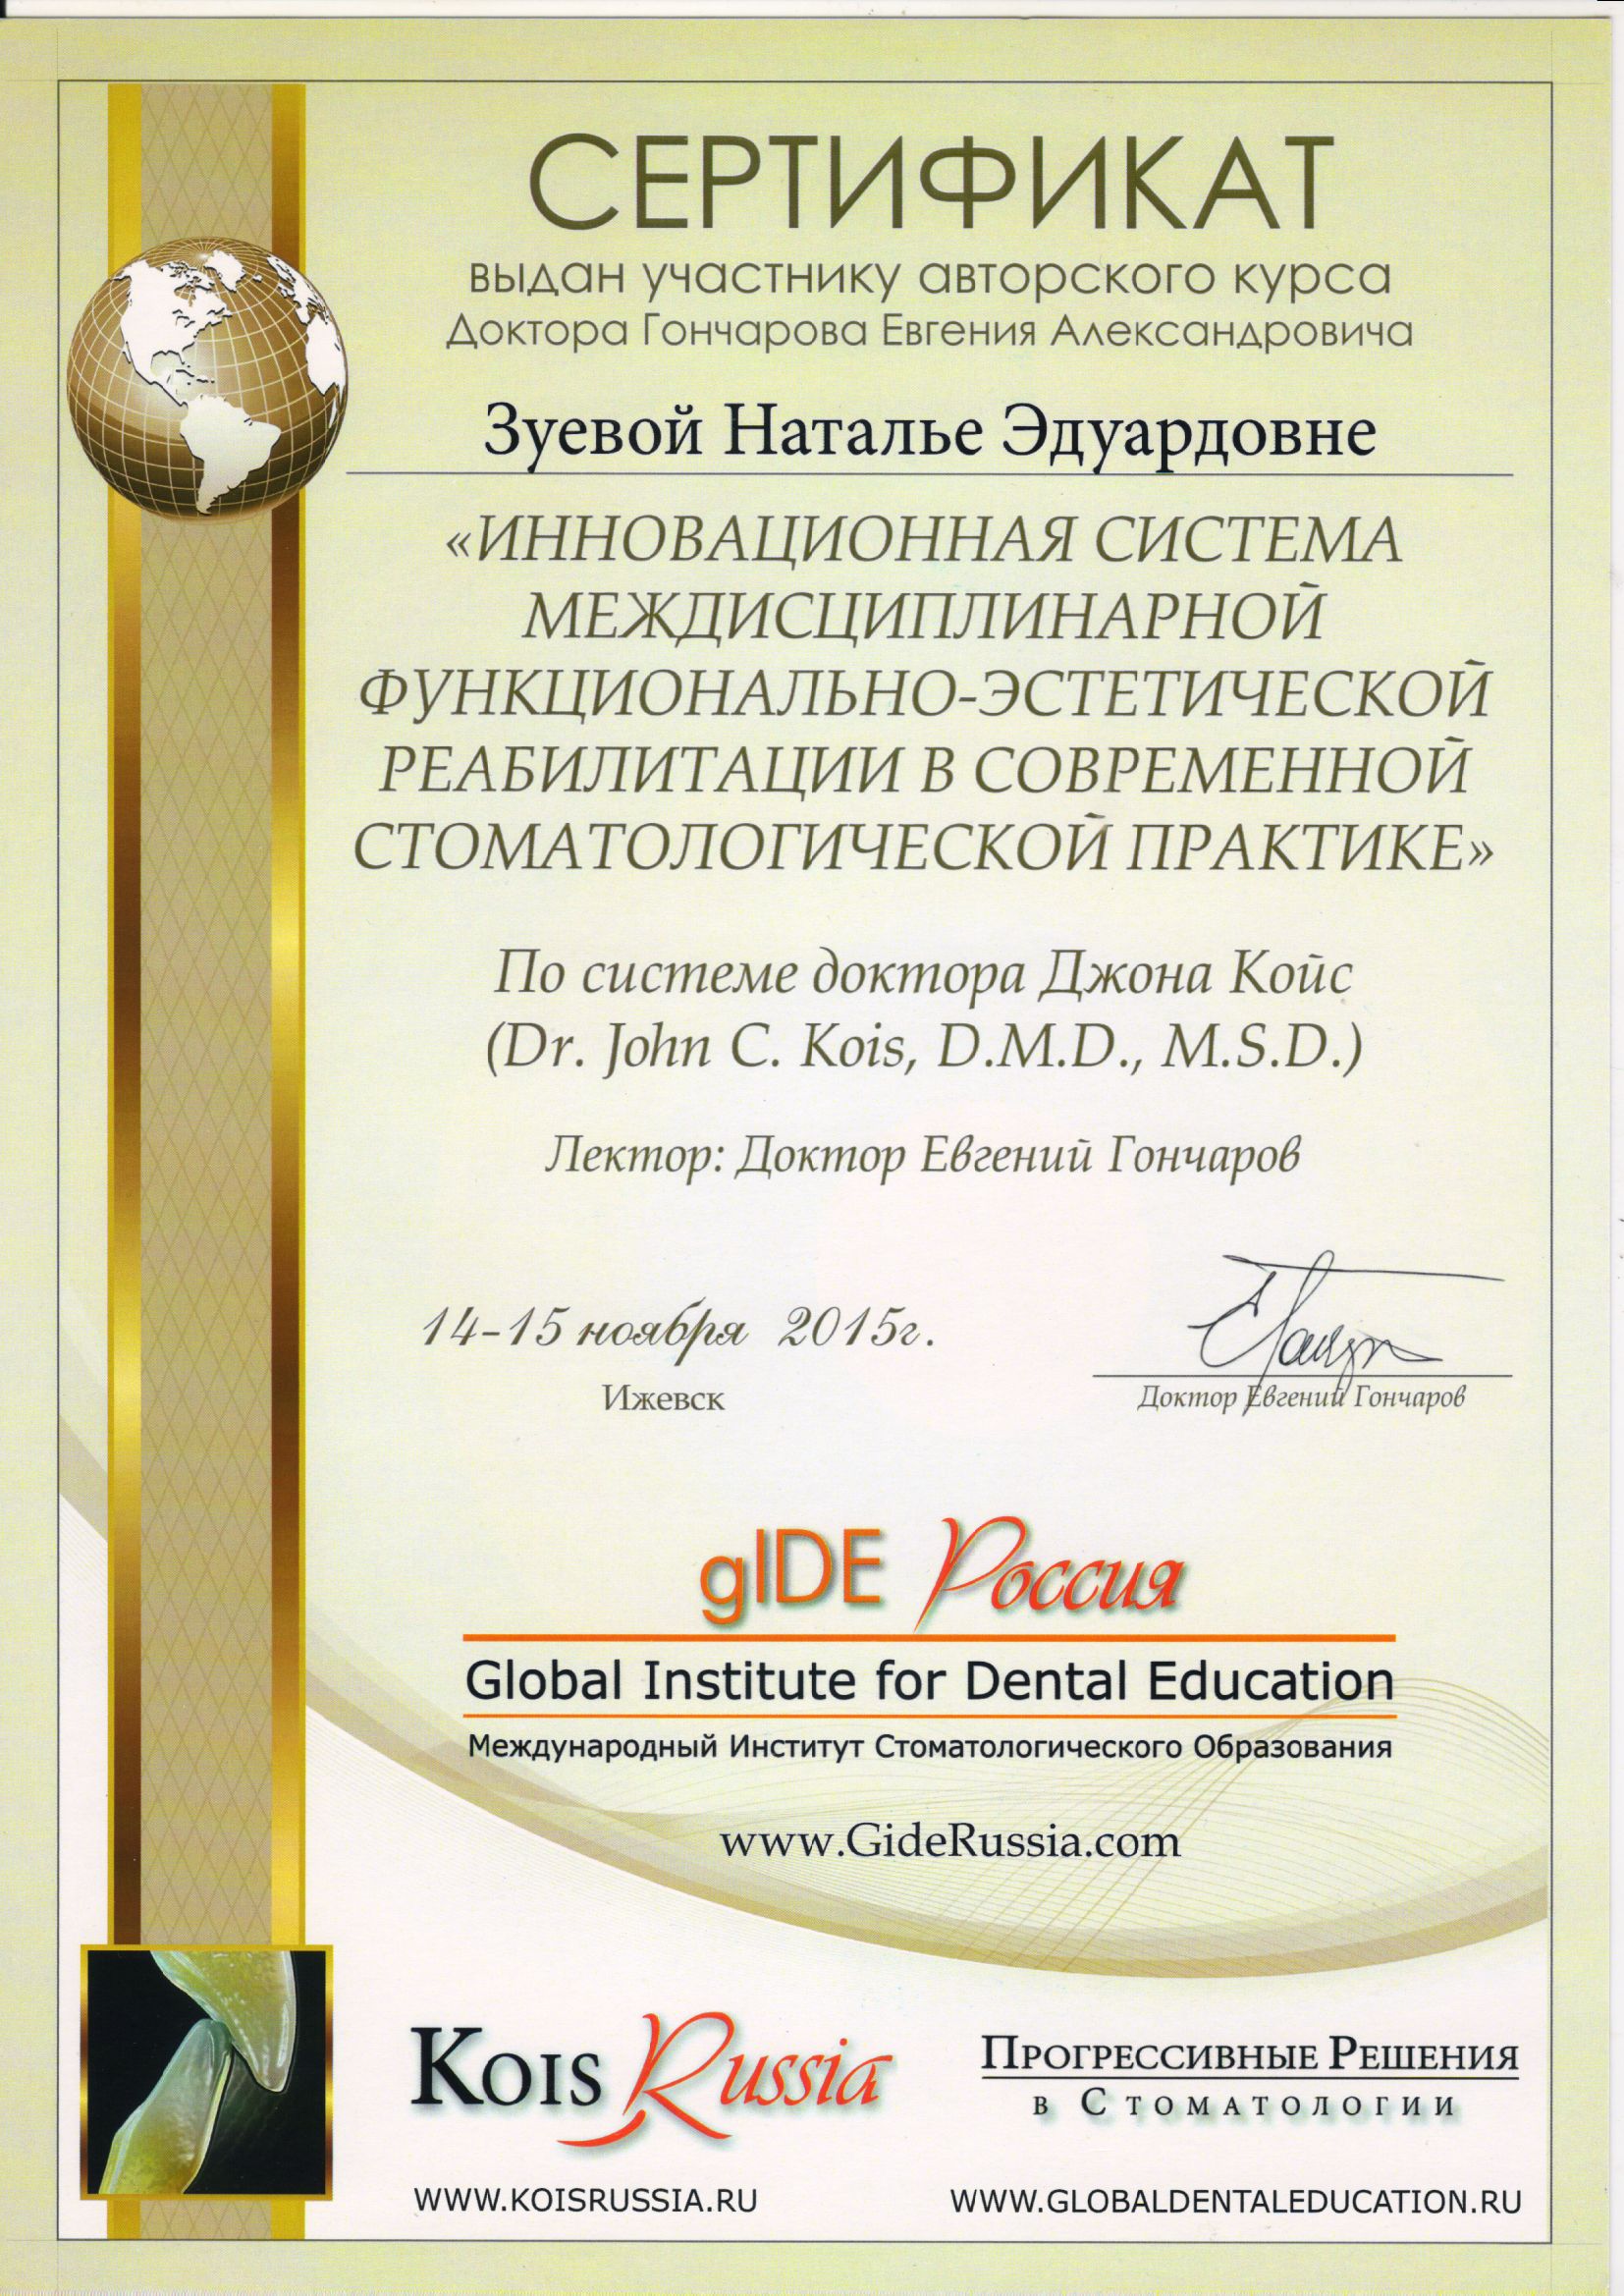 СЕРТИФИКАТ
выдан участнику авторского курса
Доктора Гончарова Евгения Александровича
Зуевой Наталье Эдуардовне
«ИННОВАЦИОННАЯ СИСТЕМА
МЕЖДИСЦИПЛИНАРНОЙ
ФУНКЦИОНАЛЬНО-ЭСТЕТИЧЕСКОЙ
РЕАБИЛИТАЦИИ В СОВРЕМЕННОЙ
СТОМАТОЛОГИЧЕСКОЙ ПРАКТИКЕ»
По системе доктора Джона Койс
(Dr. John C. Kois, D.M.D., M.S.D.)
Лектор: Доктор Евгений Гончаров
14-15 ноября 2015г.
Ижевск
Доктор Евгений Гончаров
gIDE Россия
Global Institute for Dental Education
Международный Институт Стоматологического Образования
www.GideRussia.com
KOIS Russia
ПРОГРЕССИВНЫЕ РЕШЕНИЯ
В СТОМАТОЛОГИИ
WWW.KOISRUSSIA.RU
WWW.GLOBALDENTALEDUCATION.RU